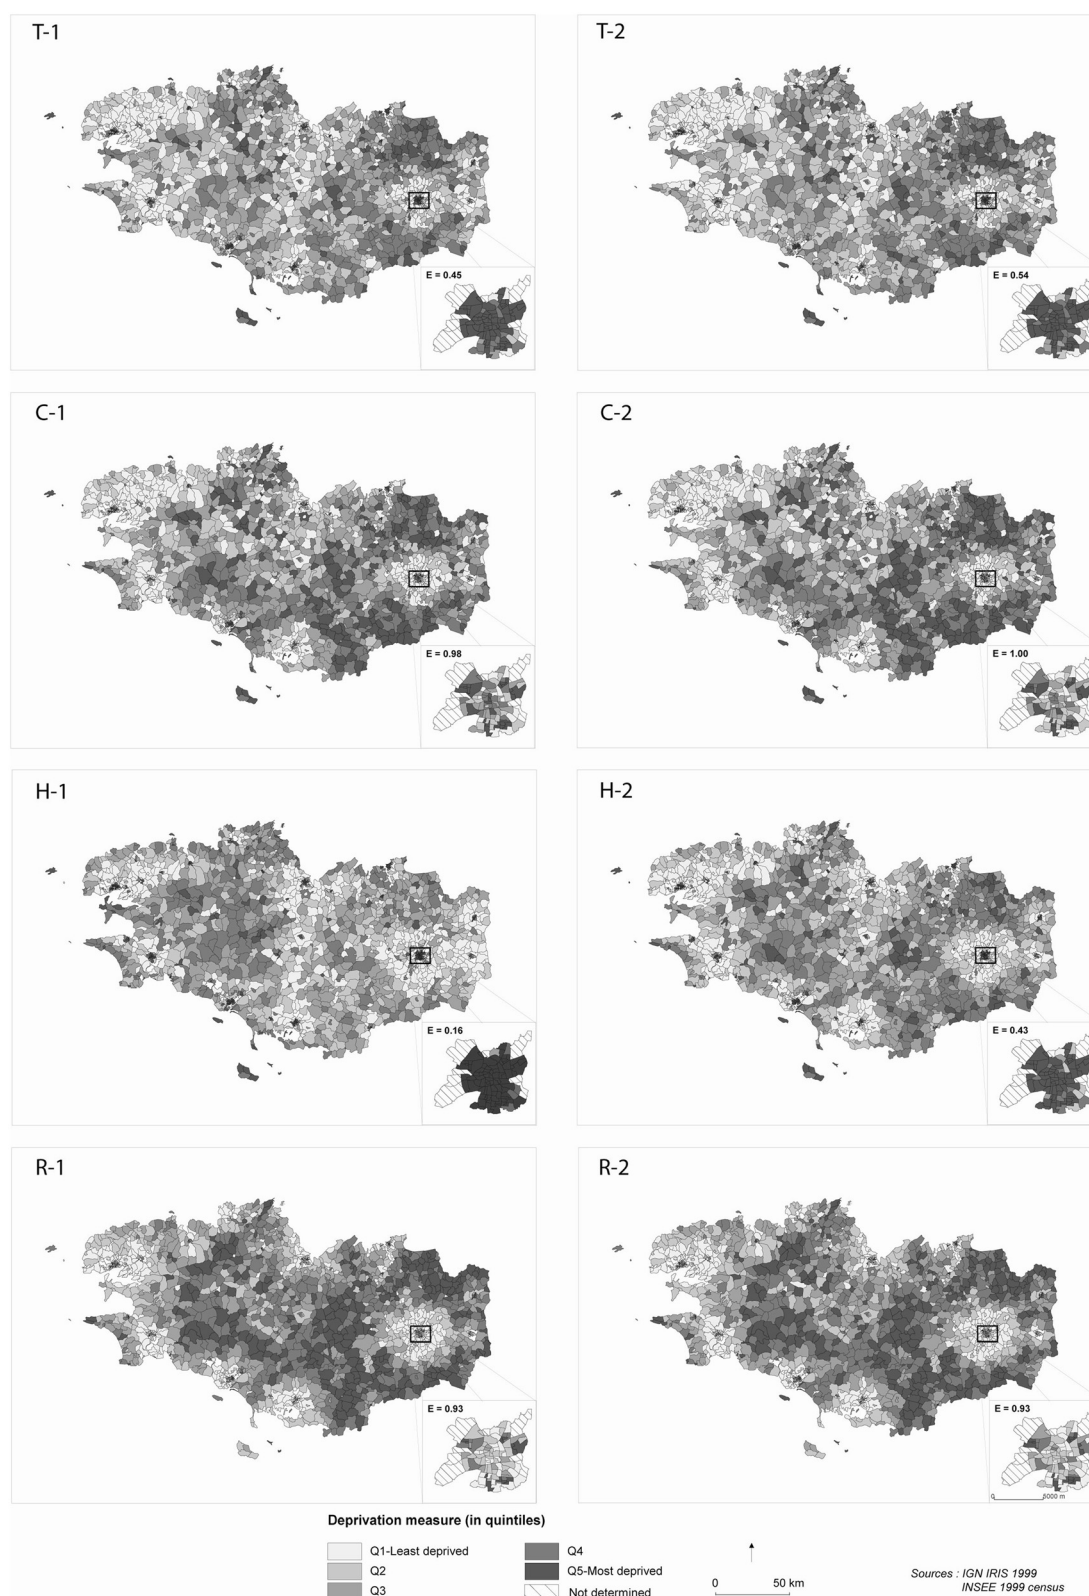 T-1
T-2
E = 0.45
E = 0.54
C-1
C-2
E = 0.98
E = 1.00
H-1
H-2
E = 0.16
E = 0.43
R-1
R-2
E = 0.93
E = 0.93
0 5000 m
Deprivation measure (in quintiles)
Q1-Least deprived
Q2
Q3
Q4
Q5-Most deprived
Not determined
0 50 km
Sources : IGN IRIS 1999
INSEE 1999 census